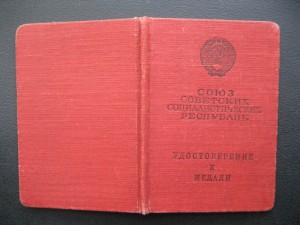 СОЮЗ
СОВЕТСКИХ
СОЦИАЛИСТИЧЕСКИХ
РЕСПУБЛИК
УДОСТОВЕРЕНИЕ
К
МЕДАЛИ